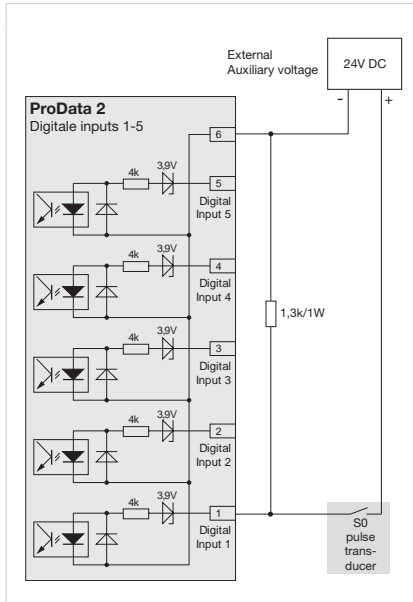 External
Auxiliary voltage
24V DC
-
+
ProData 2
Digitale inputs 1-5
6
4k
3,9V
5
Digital
Input 5
4k
3,9V
4
Digital
Input 4
4k
3,9V
3
Digital
Input 3
1,3k/1W
4k
3,9V
2
Digital
Input 2
4k
3,9V
1
Digital
Input 1
S0
pulse
trans-
ducer